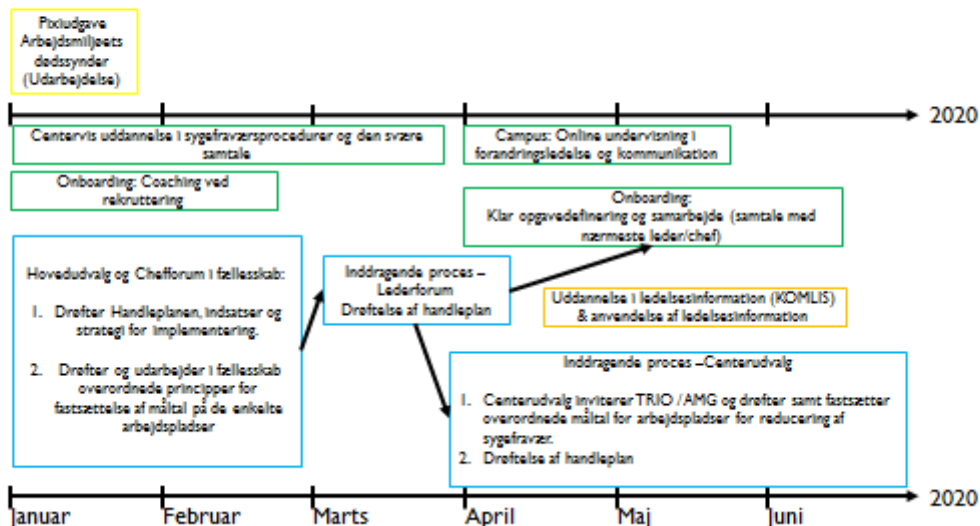 Pixiudgave
Arbejdsmiljøets
dødssynder
(Udarbejdelse)
2020
Centervis uddannelse i sygefraværsprocedurer og den svære
samtale
Campus: Online undervisning i
forandringsledelse og kommunikation
Onboarding: Coaching ved
rekruttering
Onboarding:
Klar opgavedefinering og samarbejde (samtale med
nærmeste leder/chef)
Hovedudvalg og Chefforum i fællesskab:
1. Drøfter Handleplanen, indsatser og
strategi for implementering.
2. Drøfter og udarbejder i fællesskab
overordnede principper for
fastsættelse af måltal på de enkelte
arbejdspladser
Inddragende proces –
Lederforum
Drøftelse af handleplan
Uddannelse i ledelsesinformation (KOMLIS)
& anvendelse af ledelsesinformation
Inddragende proces –Centerudvalg
1. Centerudvalg inviterer TRIO / AMG og drøfter samt fastsætter
overordnede måltal for arbejdspladser for reducering af
sygefravær.
2. Drøftelse af handleplan
2020
Januar Februar Marts April Maj Juni